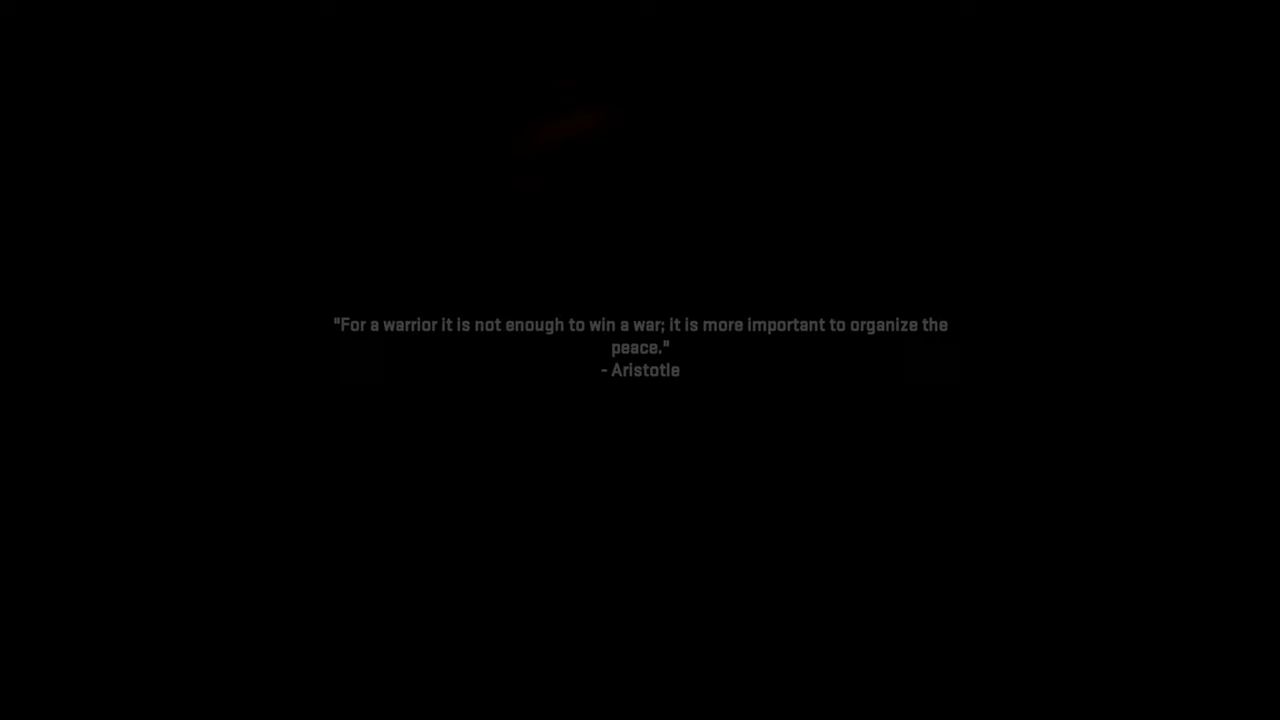 "For a warrior it is not enough to win a war; it is more important to organize the
peace."
- Aristotle